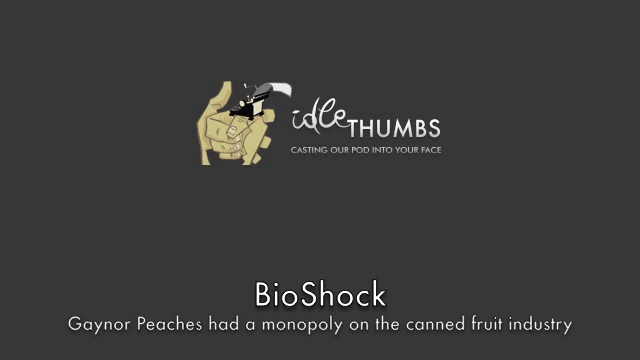 idle THUMBS
CASTING OUR POD INTO YOUR FACE
BioShock
Gaynor Peaches had a monopoly on the canned fruit industry